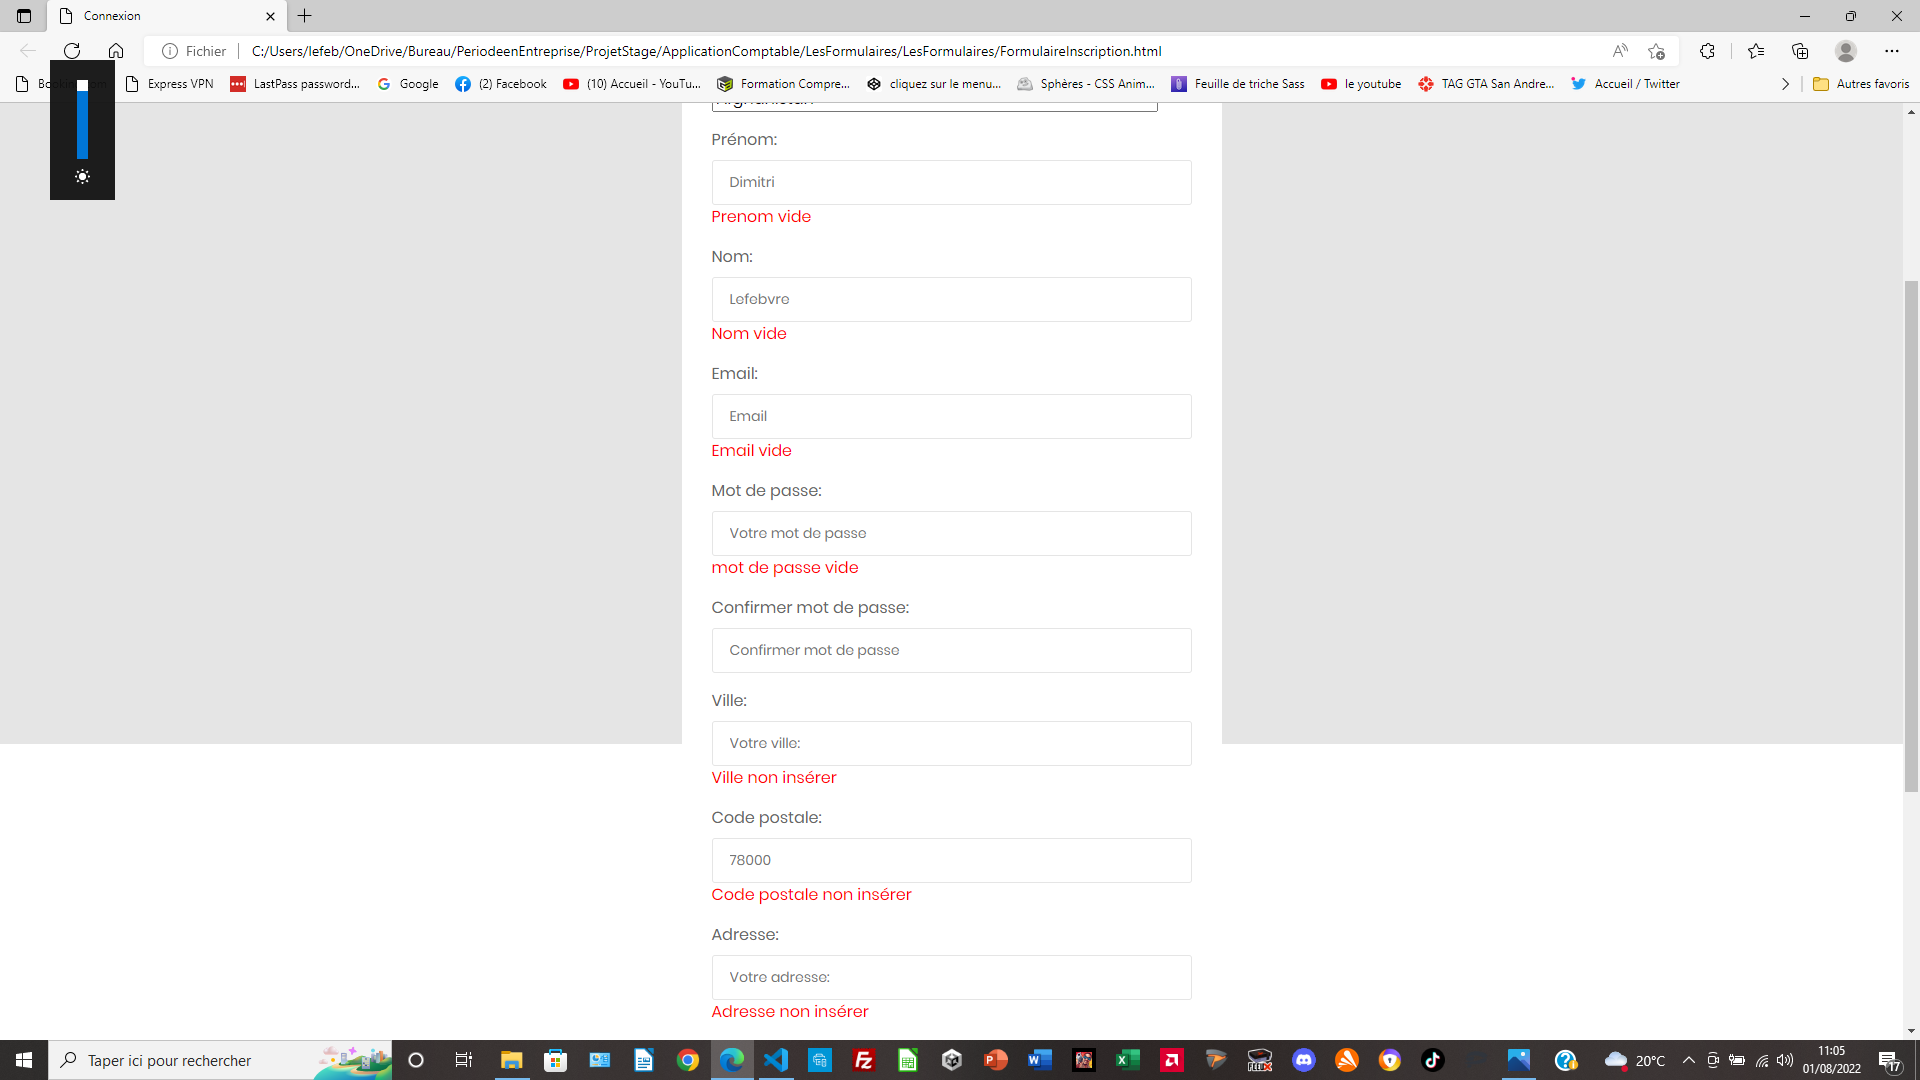 Connexion
Fichier
C:/Users/lefeb/OneDrive/Bureau/PeriodeenEntreprise/ProjetStage/ApplicationComptable/LesFormulaires/LesFormulaires/FormulaireInscription.html
Express VPN
LastPass password...
Google
(2) Facebook
(10) Accueil - YouTu...
Formation Compre...
cliquez sur le menu...
Sphères - CSS Anim...
Feuille de triche Sass
le youtube
TAG GTA San Andre...
Accueil / Twitter
Autres favoris
Afghanistan
Prénom:
Dimitri
Prenom vide
Nom:
Lefebvre
Nom vide
Email:
Email
Email vide
Mot de passe:
Votre mot de passe
mot de passe vide
Confirmer mot de passe:
Confirmer mot de passe
Ville:
Votre ville:
Ville non insérer
Code postale:
78000
Code postale non insérer
Adresse:
Votre adresse:
Adresse non insérer
Taper ici pour rechercher
20°C
11:05
01/08/2022
17